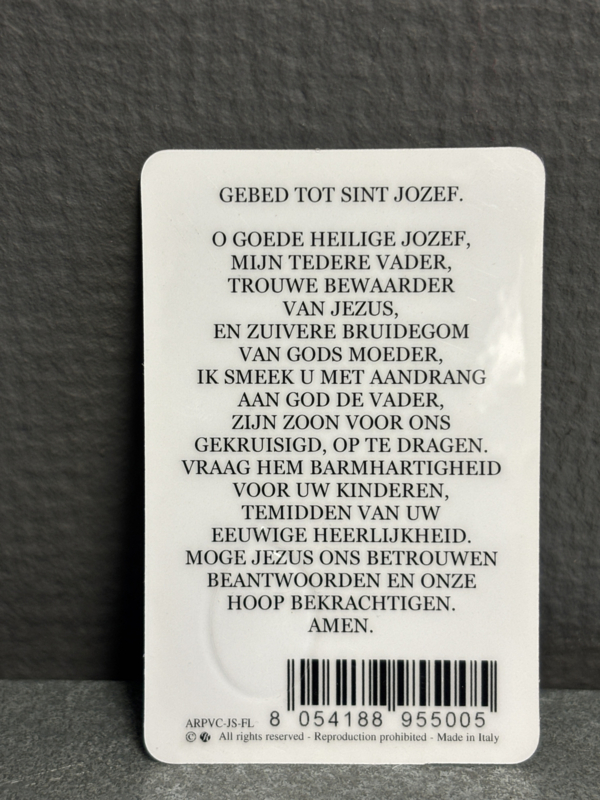 GEBED TOT SINT JOZEF.
O GOEDE HEILIGE JOZEF,
MIJN TEDERE VADER,
TROUWE BEWAARDER
VAN JEZUS,
EN ZUIVERE BRUIDEGOM
VAN GODS MOEDER,
IK SMEEK U MET AANDRANG
AAN GOD DE VADER,
ZIJN ZOON VOOR ONS
GEKRUISIGD, OP TE DRAGEN.
VRAAG HEM BARMHARTIGHEID
VOOR UW KINDEREN,
TEMIDDEN VAN UW
EEUWIGE HEERLIJKHEID.
MOGE JEZUS ONS BETROUWEN
BEANTWOORDEN EN ONZE
HOOP BEKRACHTIGEN.
AMEN.
ARPVC-JS-FL 8 054188 955005
© All rights reserved - Reproduction prohibited - Made in Italy